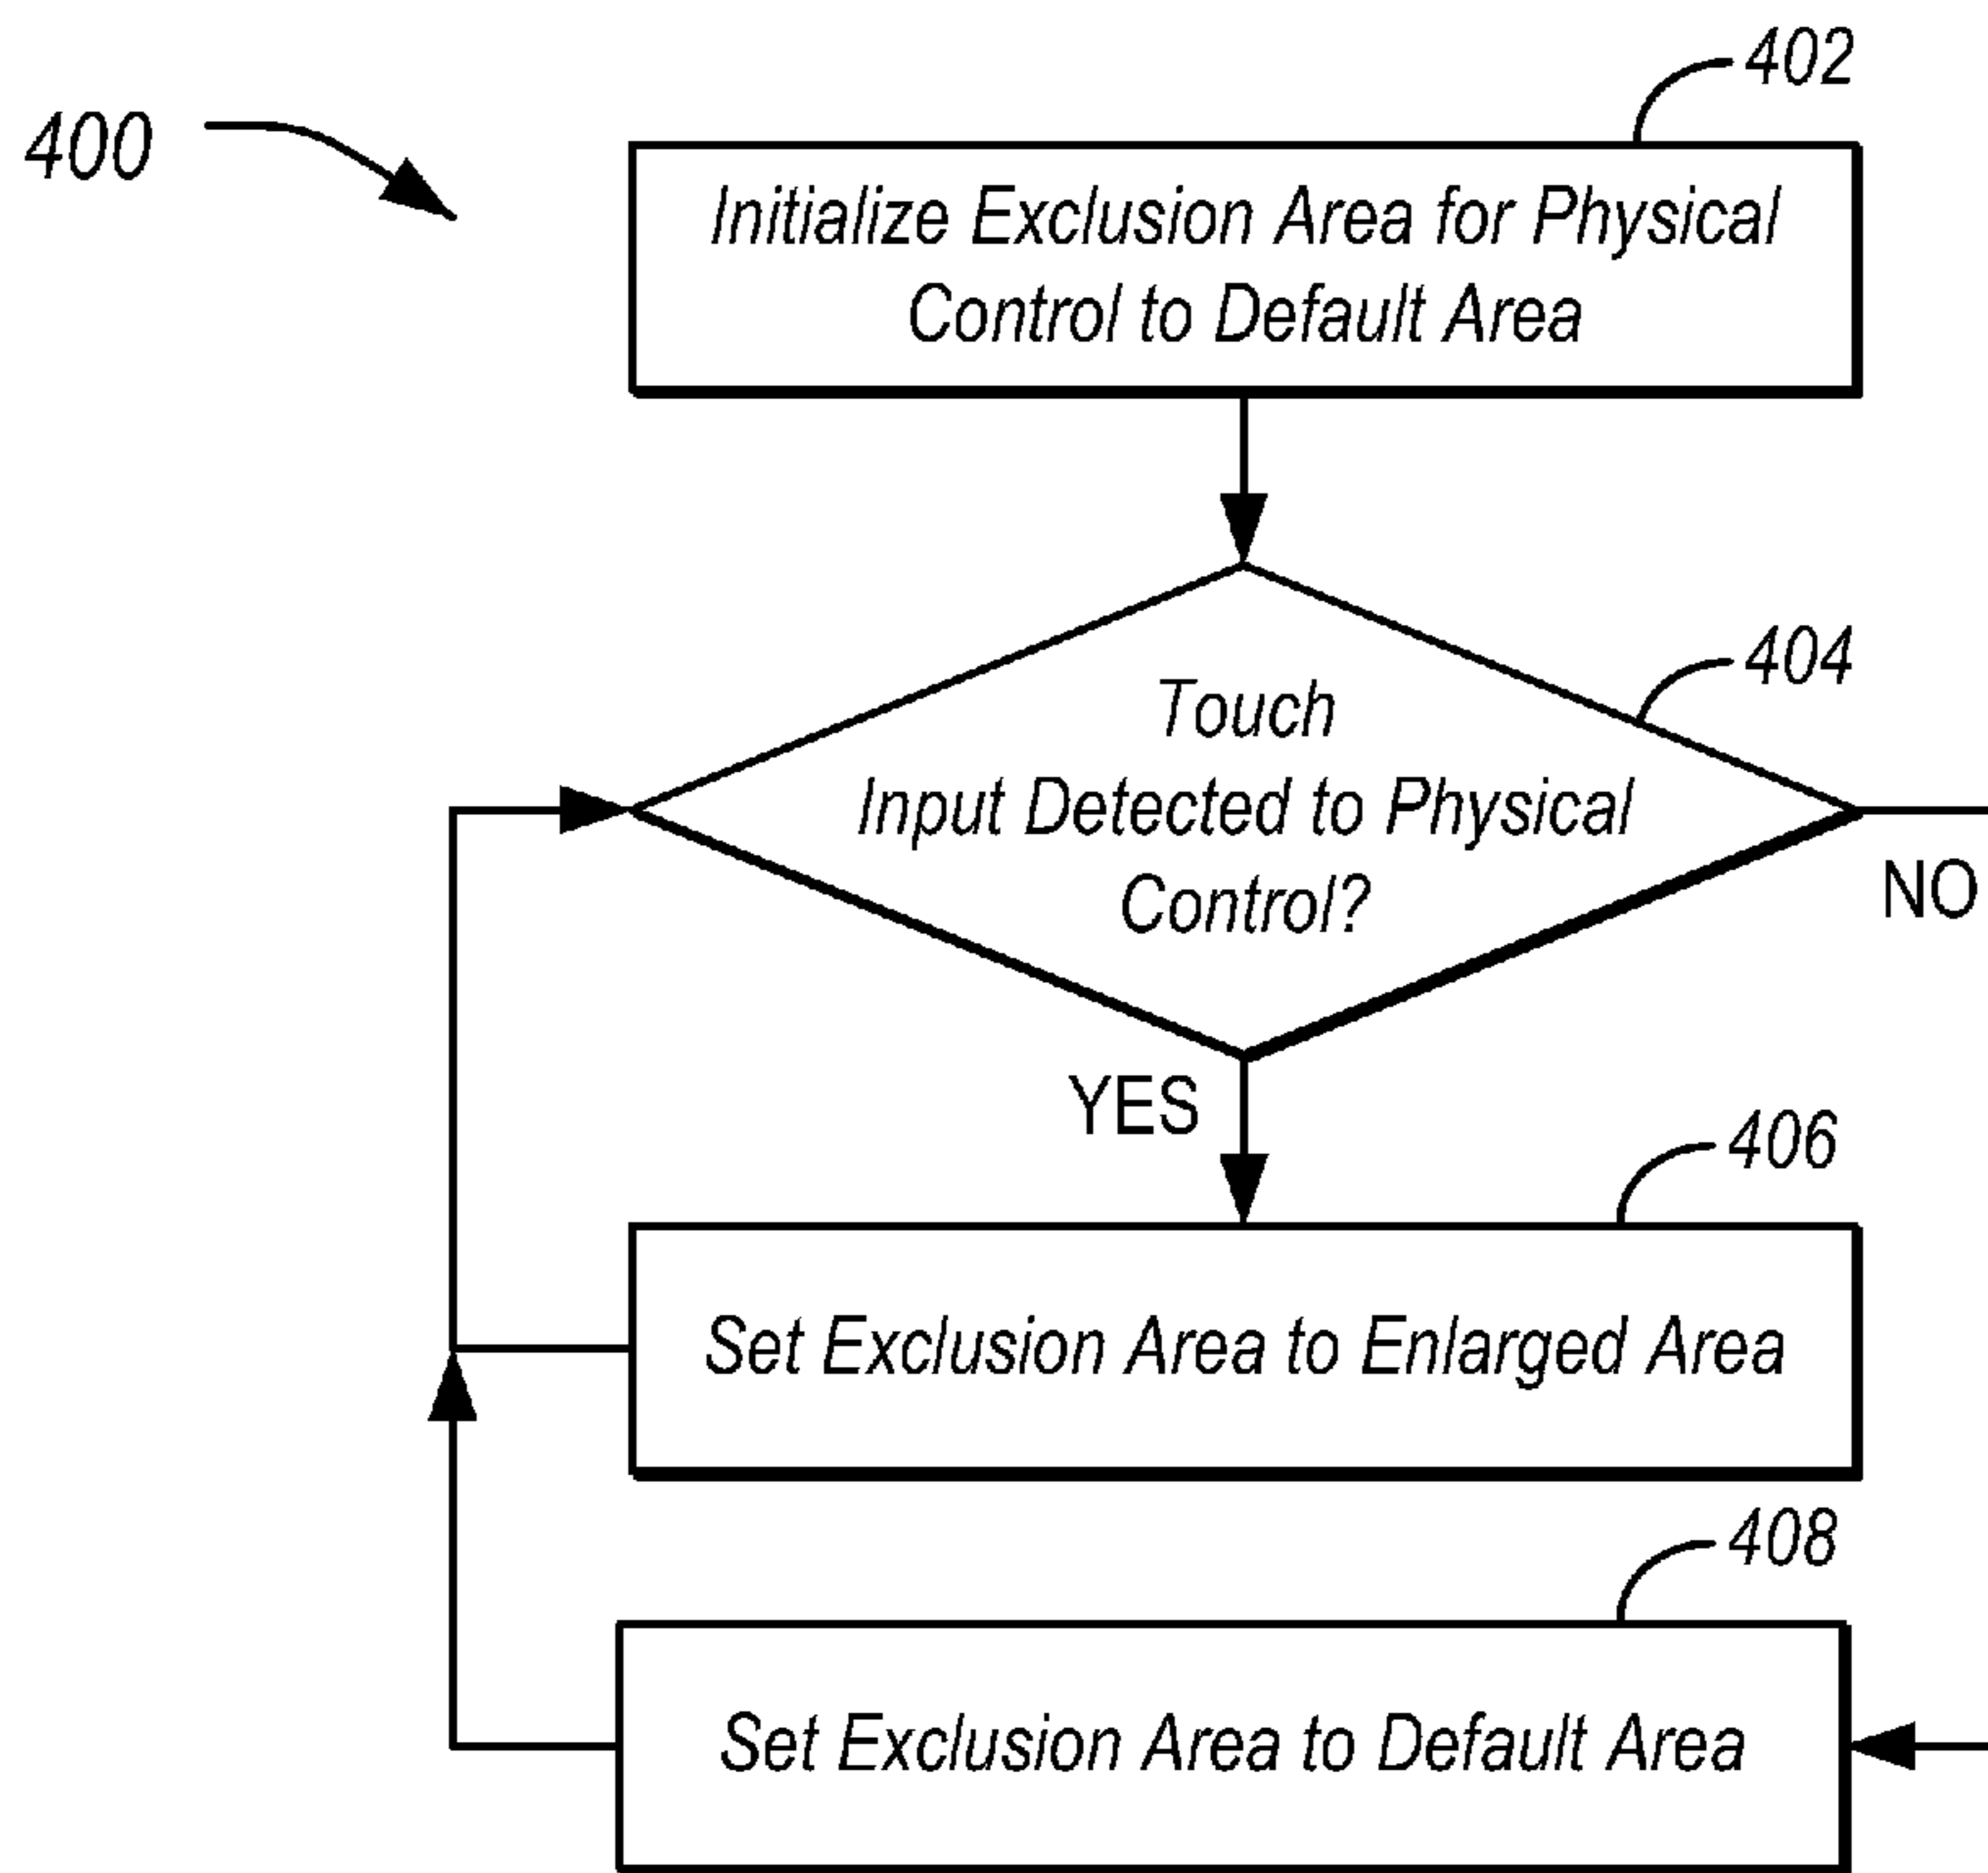 400
402
Initialize Exclusion Area for Physical
Control to Default Area
404
Touch
Input Detected to Physical
Control?
NO
YES
406
Set Exclusion Area to Enlarged Area
408
Set Exclusion Area to Default Area